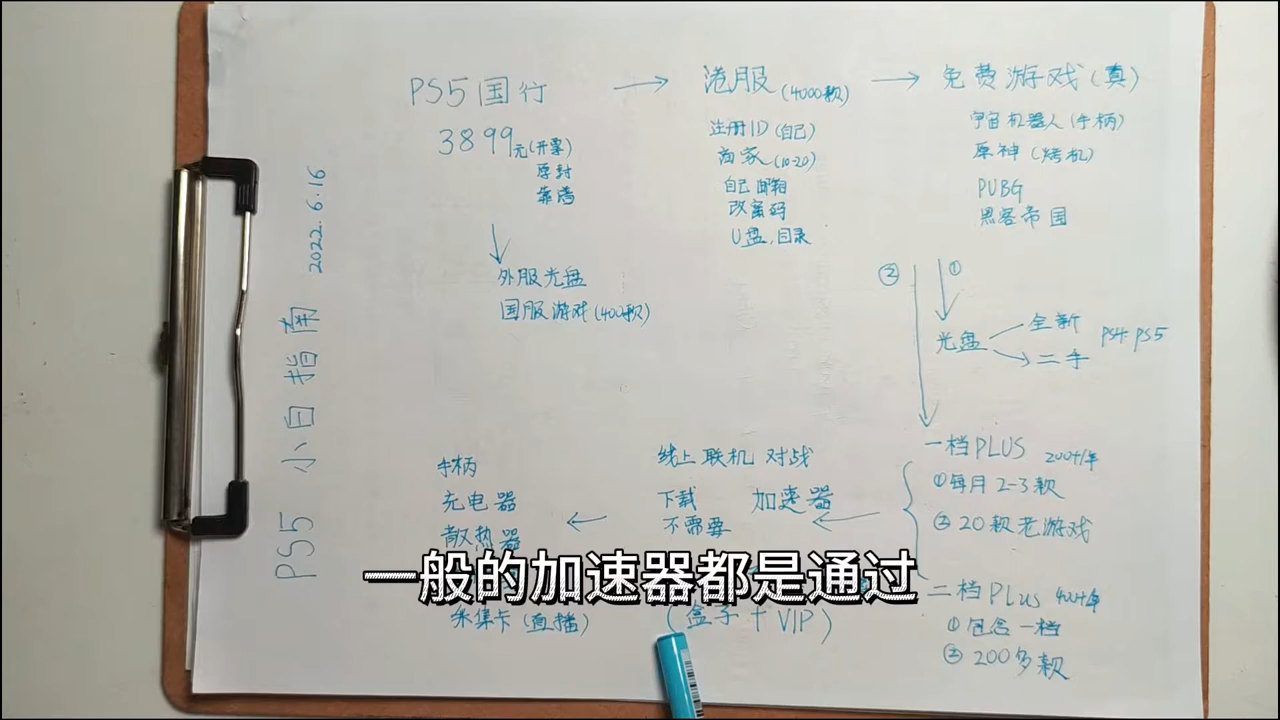 PS5 小白 指南 2022.6.16
PS5国行 → 港服(4000款) → 免费游戏(真)
3899元(开票)
原封
靠谱
外服光盘
国服游戏(400款)
注册ID(自己)
商家(10-20)
自己邮箱
改密码
U盘,目录
宇宙机器人(手柄)
原神(烤机)
PUBG
黑客帝国
② ①
光盘
全新
二手
PS4 PS5
一档PLUS 200+/年
①每月2-3款
②20款老游戏
二档PLUS 400+/年
①包含一档
②200多款
线上联机对战
下载 加速器
不需要
(盒子+VIP)
手柄
充电器
散热器
采集卡(直播)
一般的加速器都是通过